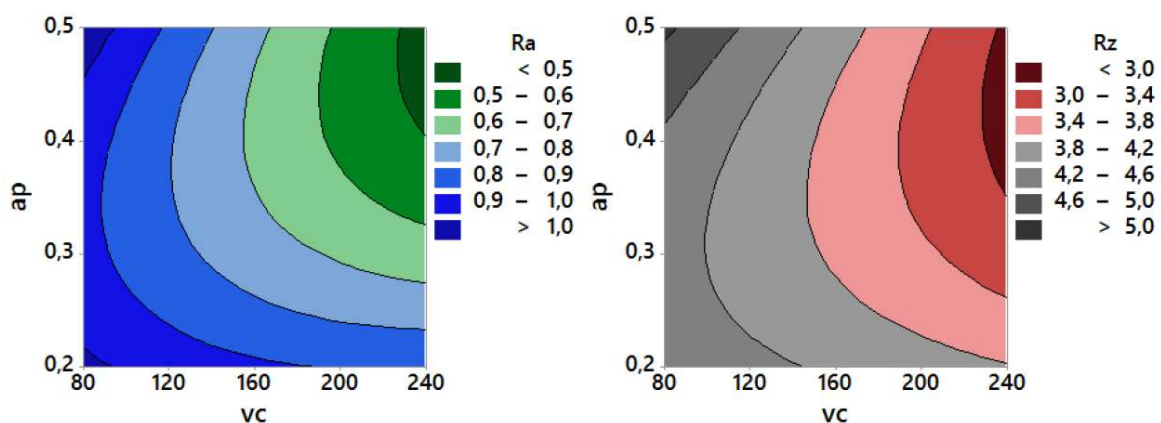 0,5
0,4
0,3
0,2
ap
80 120 160 200 240
vc
Ra
< 0,5
0,5 – 0,6
0,6 – 0,7
0,7 – 0,8
0,8 – 0,9
0,9 – 1,0
> 1,0
0,5
0,4
0,3
0,2
ap
80 120 160 200 240
vc
Rz
< 3,0
3,0 – 3,4
3,4 – 3,8
3,8 – 4,2
4,2 – 4,6
4,6 – 5,0
> 5,0